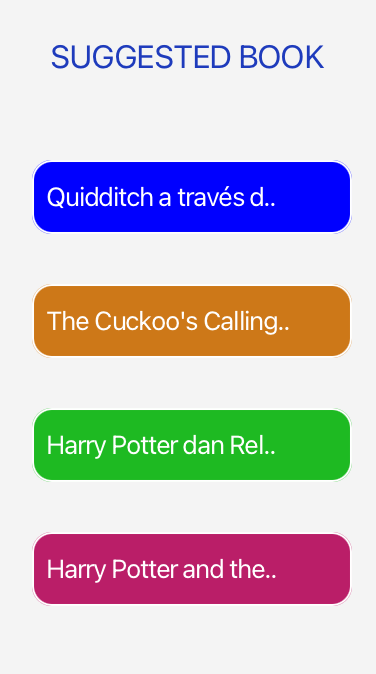 SUGGESTED BOOK
Quidditch a través d..
The Cuckoo's Calling..
Harry Potter dan Rel..
Harry Potter and the..